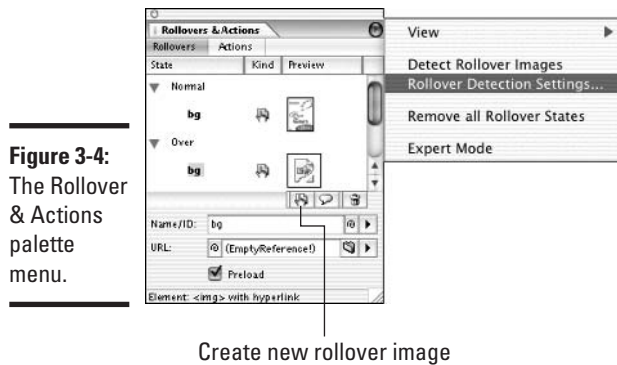 Rollovers & Actions
Rollovers Actions
State Kind Preview
Normal
bg
Over
bg
Name/ID: bg
URL: (EmptyReference!)
Preload
Element: <img> with hyperlink
View
Detect Rollover Images
Rollover Detection Settings...
Remove all Rollover States
Expert Mode
Figure 3-4:
The Rollover
& Actions
palette
menu.
Create new rollover image